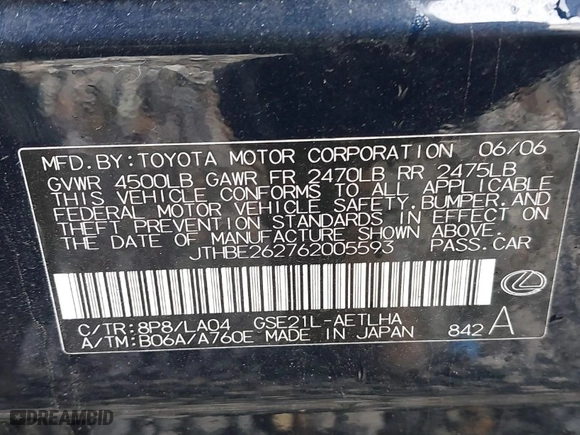 MFD. BY: TOYOTA MOTOR CORPORATION 06/06
GVWR 4500LB GAWR FR 2470LB RR 2475LB
THIS VEHICLE CONFORMS TO ALL APPLICABLE
FEDERAL MOTOR VEHICLE SAFETY, BUMPER, AND
THEFT PREVENTION STANDARDS IN EFFECT ON
THE DATE OF MANUFACTURE SHOWN ABOVE.
JTHBE262762005593 PASS. CAR
C/TR: 8P8/LA04 GSE21L-AETLHA
A/TM: B06A/A760E MADE IN JAPAN 842 A
DREAMBID